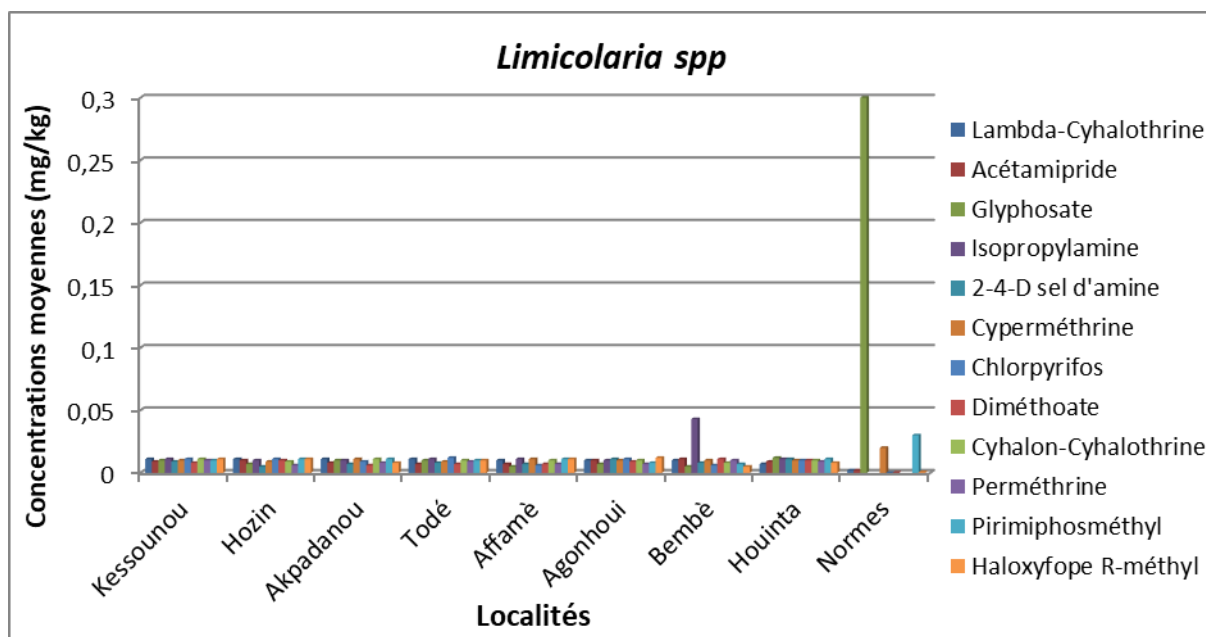 Limicolaria spp
Concentrations moyennes (mg/kg)
0,3
0,25
0,2
0,15
0,1
0,05
0
Kessounou
Hozin
Akpadanou
Todé
Affamè
Agonhoui
Bembè
Houinta
Normes
Localités
Lambda-Cyhalothrine
Acétamipride
Glyphosate
Isopropylamine
2-4-D sel d'amine
Cyperméthrine
Chlorpyrifos
Diméthoate
Cyhalon-Cyhalothrine
Perméthrine
Pirimiphosméthyl
Haloxyfope R-méthyl